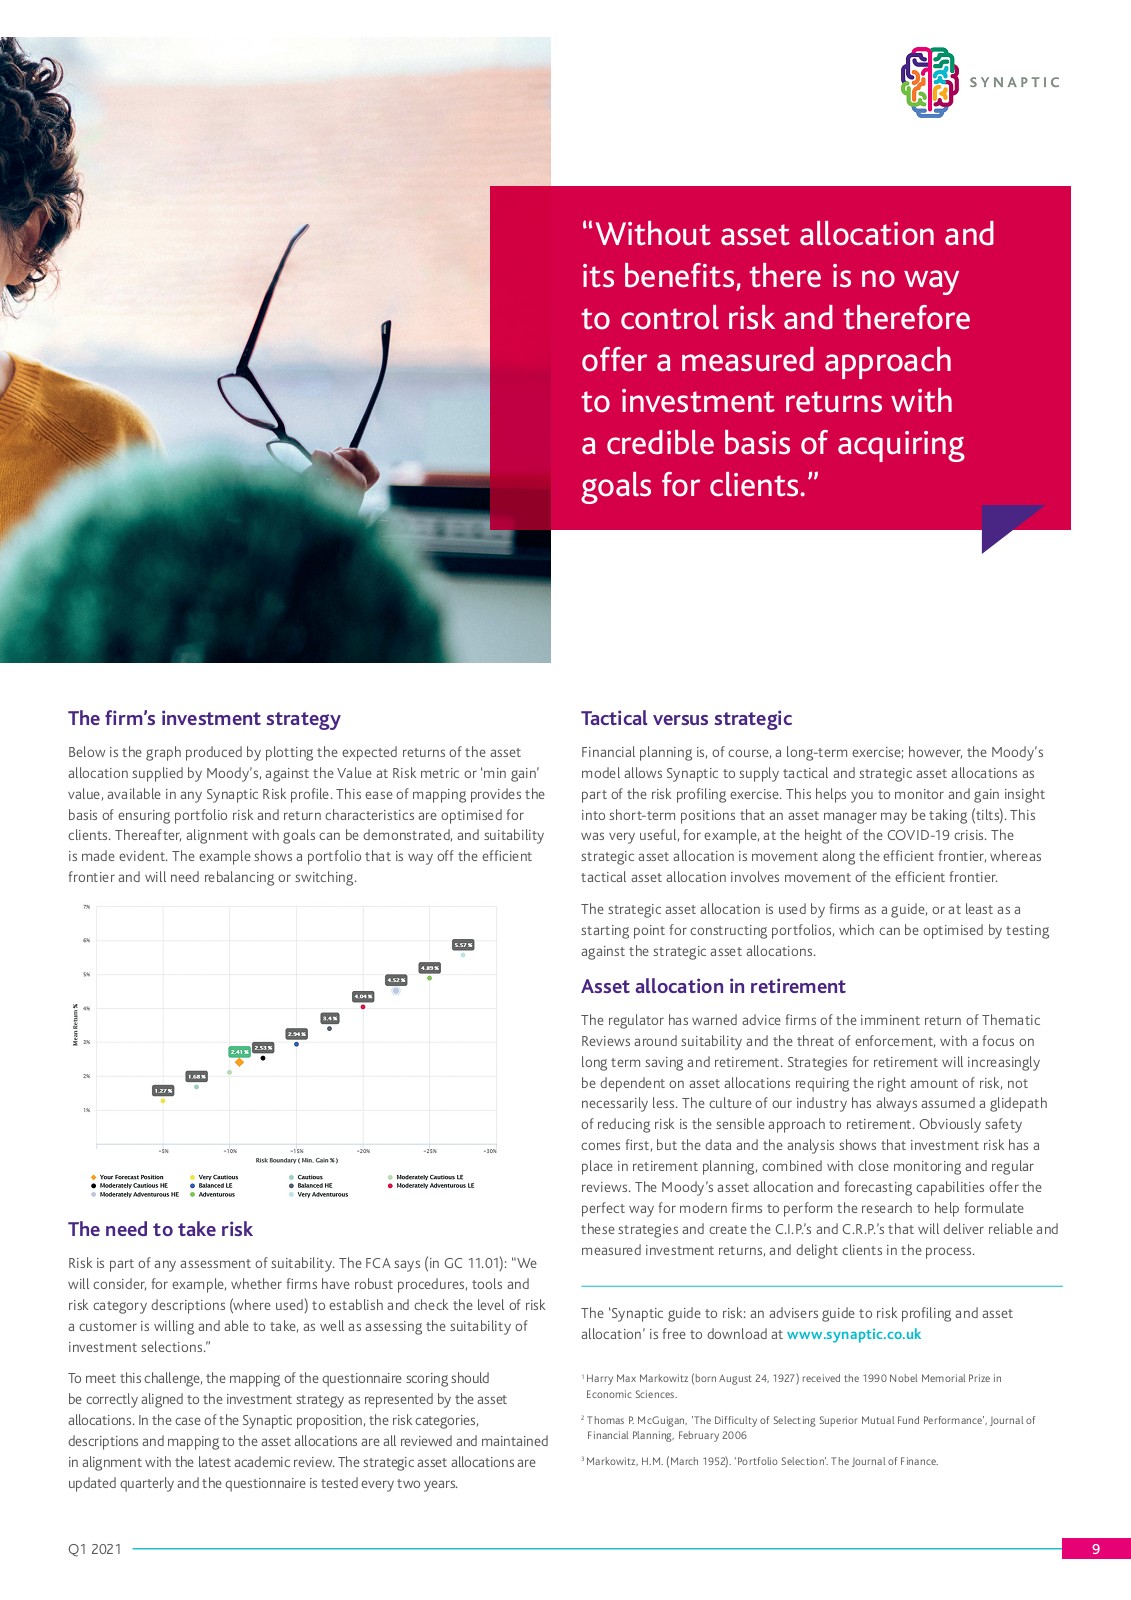 SYNAPTIC
“Without asset allocation and
its benefits, there is no way
to control risk and therefore
offer a measured approach
to investment returns with
a credible basis of acquiring
goals for clients.”
The firm’s investment strategy
Below is the graph produced by plotting the expected returns of the asset
allocation supplied by Moody’s, against the Value at Risk metric or ‘min gain’
value, available in any Synaptic Risk profile. This ease of mapping provides the
basis of ensuring portfolio risk and return characteristics are optimised for
clients. Thereafter, alignment with goals can be demonstrated, and suitability
is made evident. The example shows a portfolio that is way off the efficient
frontier and will need rebalancing or switching.
7%
6%
5%
4%
3%
2%
1%
Mean Return %
1.27 %
1.68 %
2.41 %
2.53 %
2.94 %
3.4 %
4.04 %
4.52 %
4.89 %
5.57 %
-5%
-10%
-15%
-20%
-25%
-30%
Risk Boundary ( Min. Gain % )
Your Forecast Position
Very Cautious
Cautious
Moderately Cautious LE
Moderately Cautious HE
Balanced LE
Balanced HE
Moderately Adventurous LE
Moderately Adventurous HE
Adventurous
Very Adventurous
The need to take risk
Risk is part of any assessment of suitability. The FCA says (in GC 11.01): “We
will consider, for example, whether firms have robust procedures, tools and
risk category descriptions (where used) to establish and check the level of risk
a customer is willing and able to take, as well as assessing the suitability of
investment selections.”
To meet this challenge, the mapping of the questionnaire scoring should
be correctly aligned to the investment strategy as represented by the asset
allocations. In the case of the Synaptic proposition, the risk categories,
descriptions and mapping to the asset allocations are all reviewed and maintained
in alignment with the latest academic review. The strategic asset allocations are
updated quarterly and the questionnaire is tested every two years.
Tactical versus strategic
Financial planning is, of course, a long-term exercise; however, the Moody’s
model allows Synaptic to supply tactical and strategic asset allocations as
part of the risk profiling exercise. This helps you to monitor and gain insight
into short-term positions that an asset manager may be taking (tilts). This
was very useful, for example, at the height of the COVID-19 crisis. The
strategic asset allocation is movement along the efficient frontier, whereas
tactical asset allocation involves movement of the efficient frontier.
The strategic asset allocation is used by firms as a guide, or at least as a
starting point for constructing portfolios, which can be optimised by testing
against the strategic asset allocations.
Asset allocation in retirement
The regulator has warned advice firms of the imminent return of Thematic
Reviews around suitability and the threat of enforcement, with a focus on
long term saving and retirement. Strategies for retirement will increasingly
be dependent on asset allocations requiring the right amount of risk, not
necessarily less. The culture of our industry has always assumed a glidepath
of reducing risk is the sensible approach to retirement. Obviously safety
comes first, but the data and the analysis shows that investment risk has a
place in retirement planning, combined with close monitoring and regular
reviews. The Moody’s asset allocation and forecasting capabilities offer the
perfect way for modern firms to perform the research to help formulate
these strategies and create the C.I.P.’s and C.R.P.’s that will deliver reliable and
measured investment returns, and delight clients in the process.
The ‘Synaptic guide to risk: an advisers guide to risk profiling and asset
allocation’ is free to download at www.synaptic.co.uk
1 Harry Max Markowitz (born August 24, 1927) received the 1990 Nobel Memorial Prize in
Economic Sciences.
2 Thomas P. McGuigan, ‘The Difficulty of Selecting Superior Mutual Fund Performance’, Journal of
Financial Planning, February 2006
3 Markowitz, H.M. (March 1952). ‘Portfolio Selection’. The Journal of Finance.
Q1 2021
9